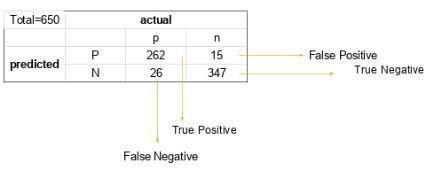 Total=650 actual
p n
predicted P 262 15 False Positive
N 26 347 True Negative
True Positive
False Negative